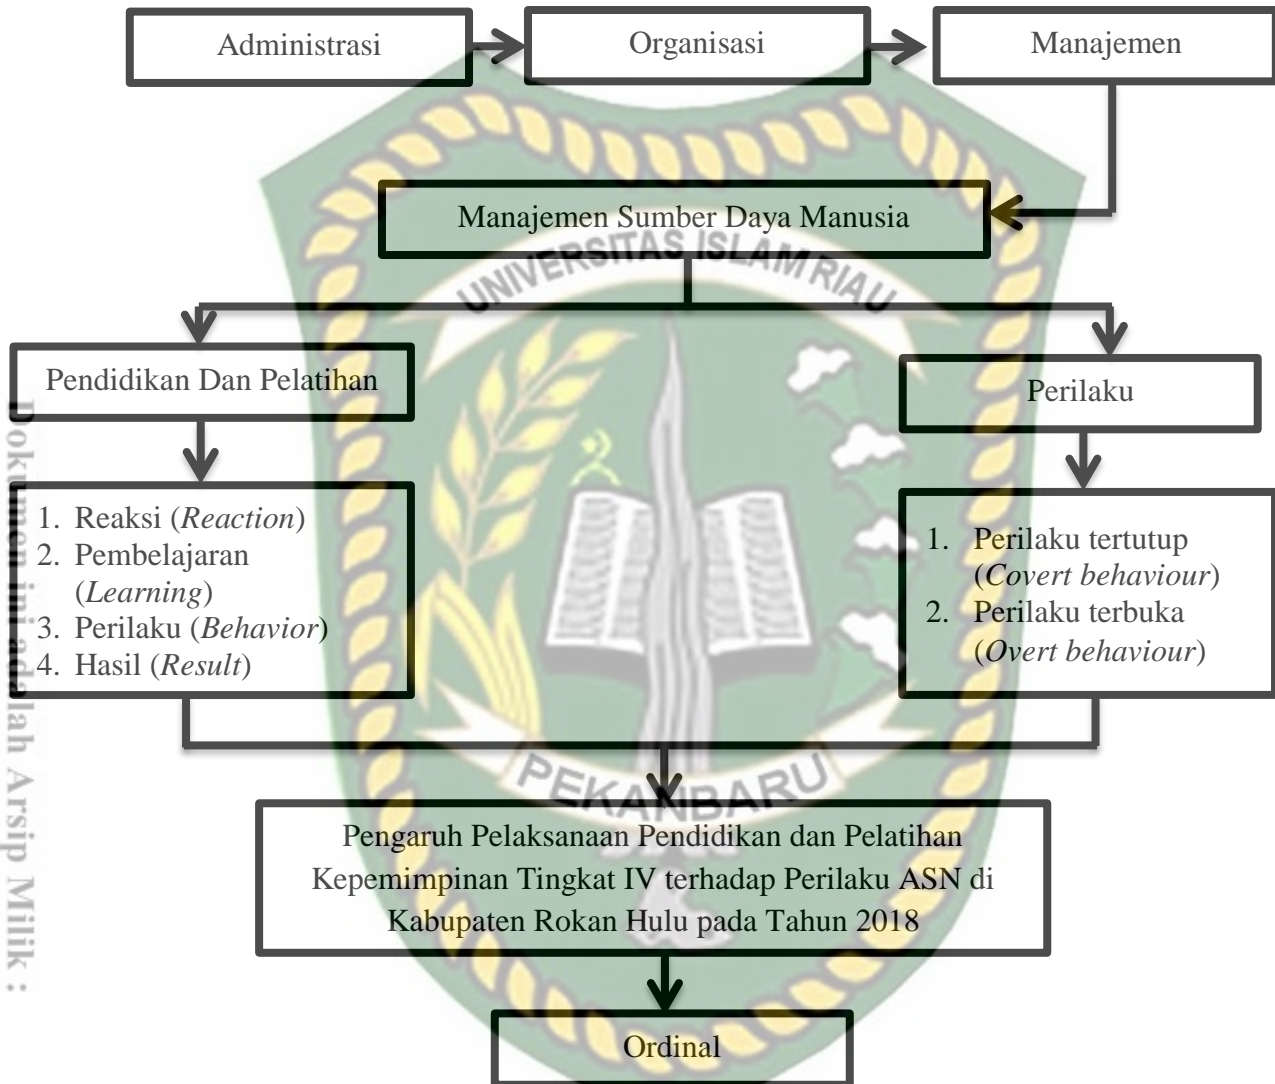 Administrasi
Organisasi
Manajemen
Manajemen Sumber Daya Manusia
UNIVERSITAS ISLAM RIAU
Pendidikan Dan Pelatihan
Perilaku
1. Reaksi (Reaction)
2. Pembelajaran
(Learning)
3. Perilaku (Behavior)
4. Hasil (Result)
1. Perilaku tertutup
(Covert behaviour)
2. Perilaku terbuka
(Overt behaviour)
PEKANBARU
Pengaruh Pelaksanaan Pendidikan dan Pelatihan
Kepemimpinan Tingkat IV terhadap Perilaku ASN di
Kabupaten Rokan Hulu pada Tahun 2018
Ordinal
Dokumen ini adalah Arsip Milik :